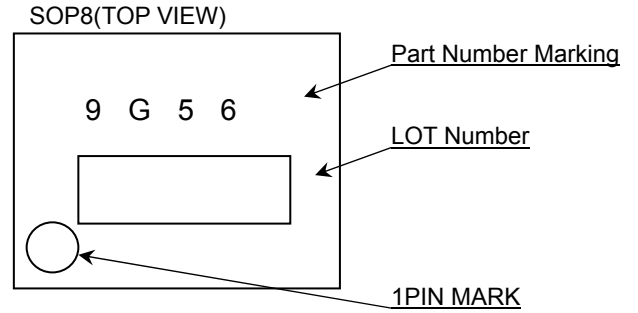 SOP8(TOP VIEW)
Part Number Marking
9 G 5 6
LOT Number
1PIN MARK